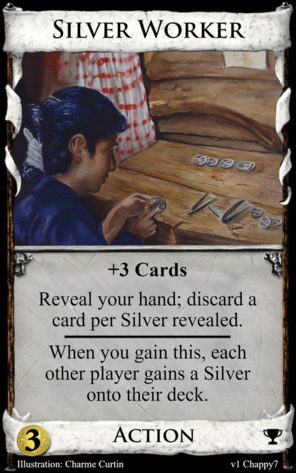 Silver Worker
+3 Cards
Reveal your hand; discard a
card per Silver revealed.
When you gain this, each
other player gains a Silver
onto their deck.
3
Action
Illustration: Charme Curtin
v1 Chappy7